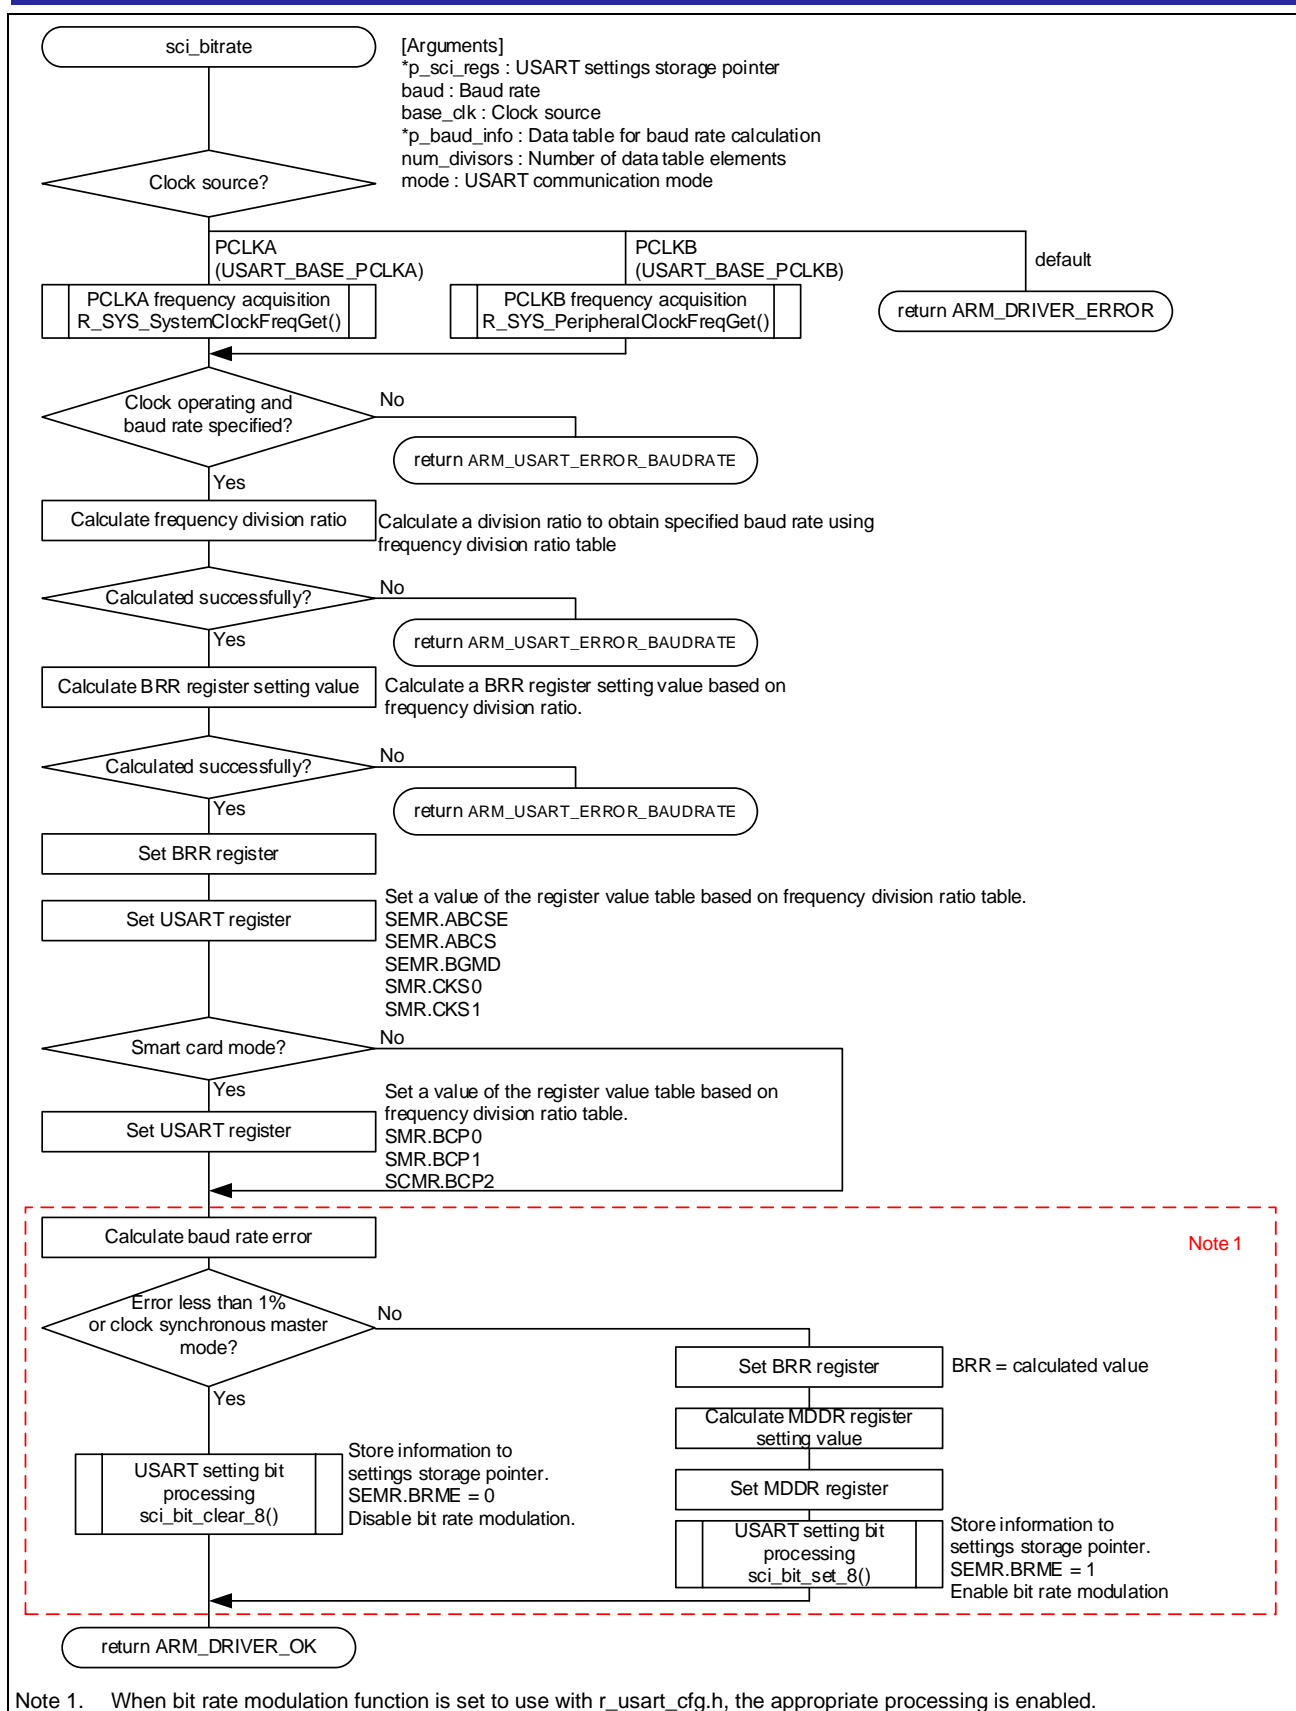 sci_bitrate
[Arguments]
*p_sci_regs : USART settings storage pointer
baud : Baud rate
base_clk : Clock source
*p_baud_info : Data table for baud rate calculation
num_divisors : Number of data table elements
mode : USART communication mode
Clock source?
PCLKA
(USART_BASE_PCLKA)
PCLKB
(USART_BASE_PCLKB)
default
PCLKA frequency acquisition
R_SYS_SystemClockFreqGet()
PCLKB frequency acquisition
R_SYS_PeripheralClockFreqGet()
return ARM_DRIVER_ERROR
Clock operating and
baud rate specified?
No
return ARM_USART_ERROR_BAUDRATE
Yes
Calculate frequency division ratio
Calculate a division ratio to obtain specified baud rate using
frequency division ratio table
Calculated successfully?
No
return ARM_USART_ERROR_BAUDRATE
Yes
Calculate BRR register setting value
Calculate a BRR register setting value based on
frequency division ratio.
Calculated successfully?
No
return ARM_USART_ERROR_BAUDRATE
Yes
Set BRR register
Set USART register
Set a value of the register value table based on frequency division ratio table.
SEMR.ABCSE
SEMR.ABCS
SEMR.BGMD
SMR.CKS0
SMR.CKS1
Smart card mode?
No
Yes
Set USART register
Set a value of the register value table based on
frequency division ratio table.
SMR.BCP0
SMR.BCP1
SCMR.BCP2
Calculate baud rate error
Note 1
Error less than 1%
or clock synchronous master
mode?
No
Yes
Set BRR register
BRR = calculated value
Calculate MDDR register
setting value
Set MDDR register
USART setting bit
processing
sci_bit_clear_8()
Store information to
settings storage pointer.
SEMR.BRME = 0
Disable bit rate modulation.
USART setting bit
processing
sci_bit_set_8()
Store information to
settings storage pointer.
SEMR.BRME = 1
Enable bit rate modulation
return ARM_DRIVER_OK
Note 1. When bit rate modulation function is set to use with r_usart_cfg.h, the appropriate processing is enabled.